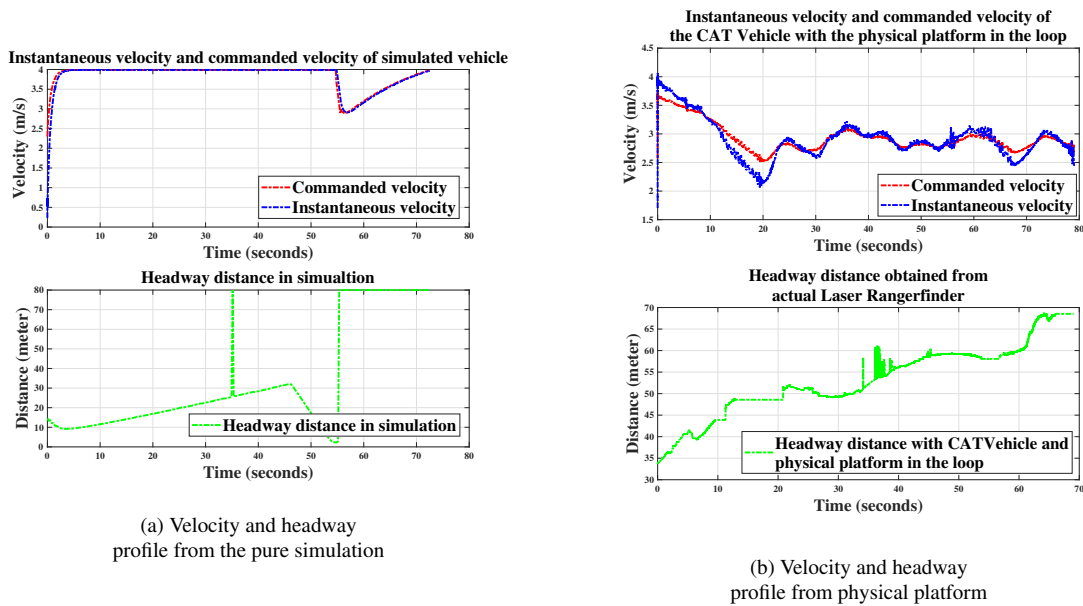 Instantaneous velocity and commanded velocity of simulated vehicle
4
3.5
3
2.5
2
1.5
1
0.5
0
Velocity (m/s)
Commanded velocity
Instantaneous velocity
0 10 20 30 40 50 60 70 80
Time (seconds)
Headway distance in simualtion
80
70
60
50
40
30
20
10
0
Distance (meter)
Headway distance in simulation
0 10 20 30 40 50 60 70 80
Time (seconds)
(a) Velocity and headway
profile from the pure simulation
Instantaneous velocity and commanded velocity of
the CAT Vehicle with the physical platform in the loop
4.5
4
3.5
3
2.5
2
1.5
Velocity (m/s)
Commanded velocity
Instantaneous velocity
0 10 20 30 40 50 60 70 80
Time (seconds)
Headway distance obtained from
actual Laser Rangerfinder
70
65
60
55
50
45
40
35
30
Distance (meter)
Headway distance with CATVehicle and
physical platform in the loop
0 10 20 30 40 50 60 70
Time (seconds)
(b) Velocity and headway
profile from physical platform